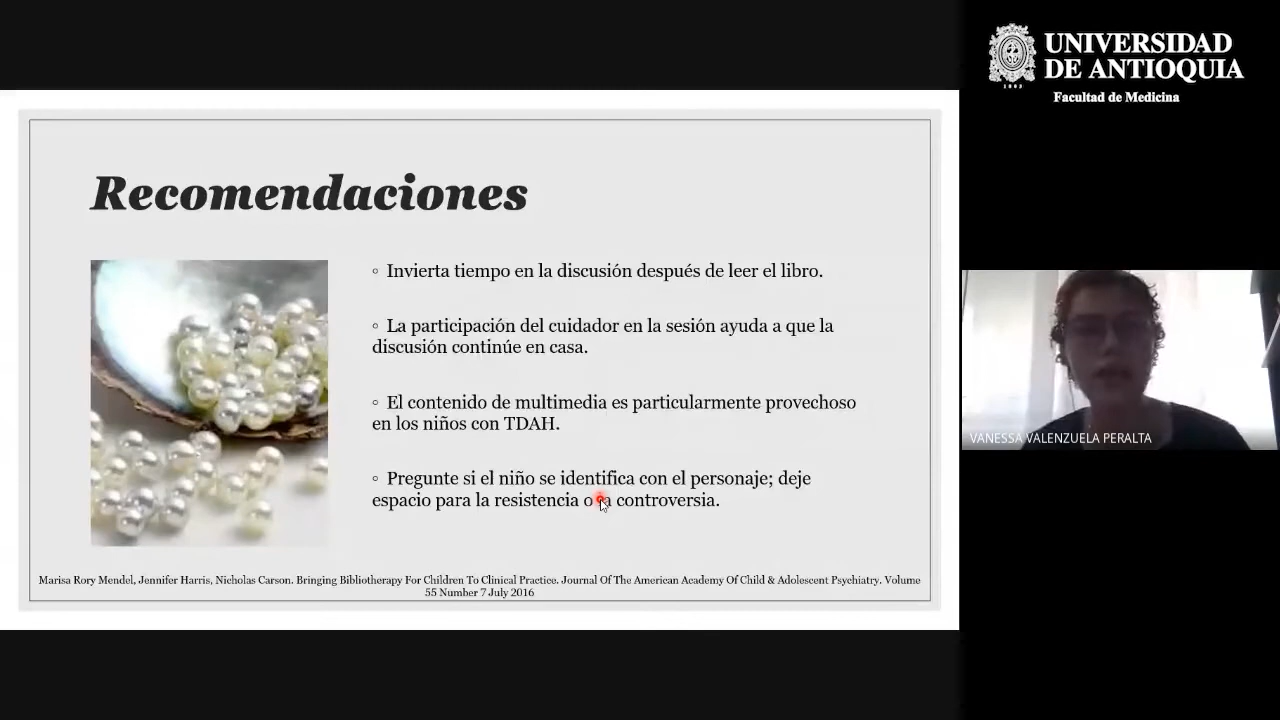 UNIVERSIDAD
DE ANTIOQUIA
1803
Facultad de Medicina
Recomendaciones
◦ Invierta tiempo en la discusión después de leer el libro.
◦ La participación del cuidador en la sesión ayuda a que la
discusión continúe en casa.
◦ El contenido de multimedia es particularmente provechoso
en los niños con TDAH.
◦ Pregunte si el niño se identifica con el personaje; deje
espacio para la resistencia o la controversia.
Marisa Rory Mendel, Jennifer Harris, Nicholas Carson. Bringing Bibliotherapy For Children To Clinical Practice. Journal Of The American Academy Of Child & Adolescent Psychiatry. Volume
55 Number 7 July 2016
VANESSA VALENZUELA PERALTA